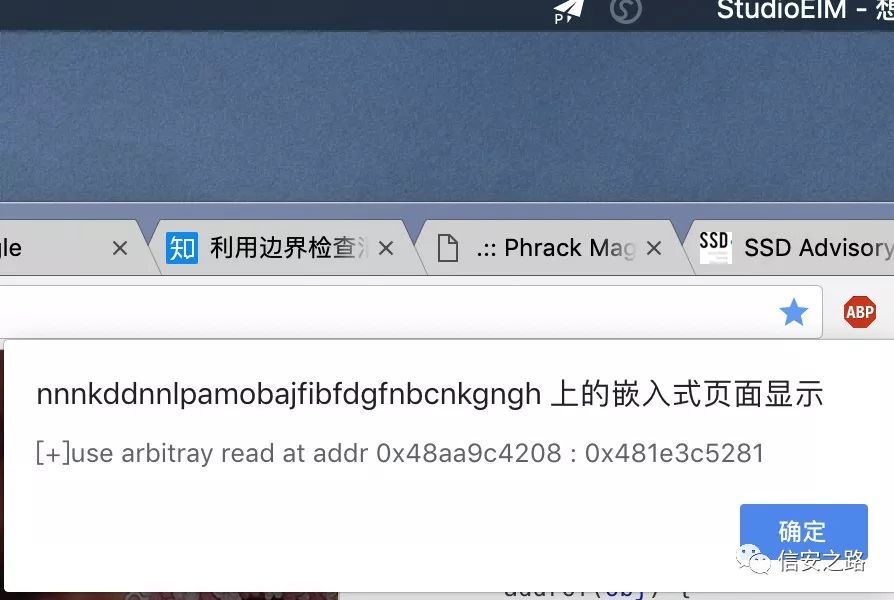 StudioEIM - 想
gle
知 利用边界检查
.:: Phrack Mag
SSD SSD Advisory
ABP
nnnkddnnlpamobajfibfdgfnbcnkgngh 上的嵌入式页面显示
[+]use arbitray read at addr 0x48aa9c4208 : 0x481e3c5281
确定
信安之路
addrof(obj) {